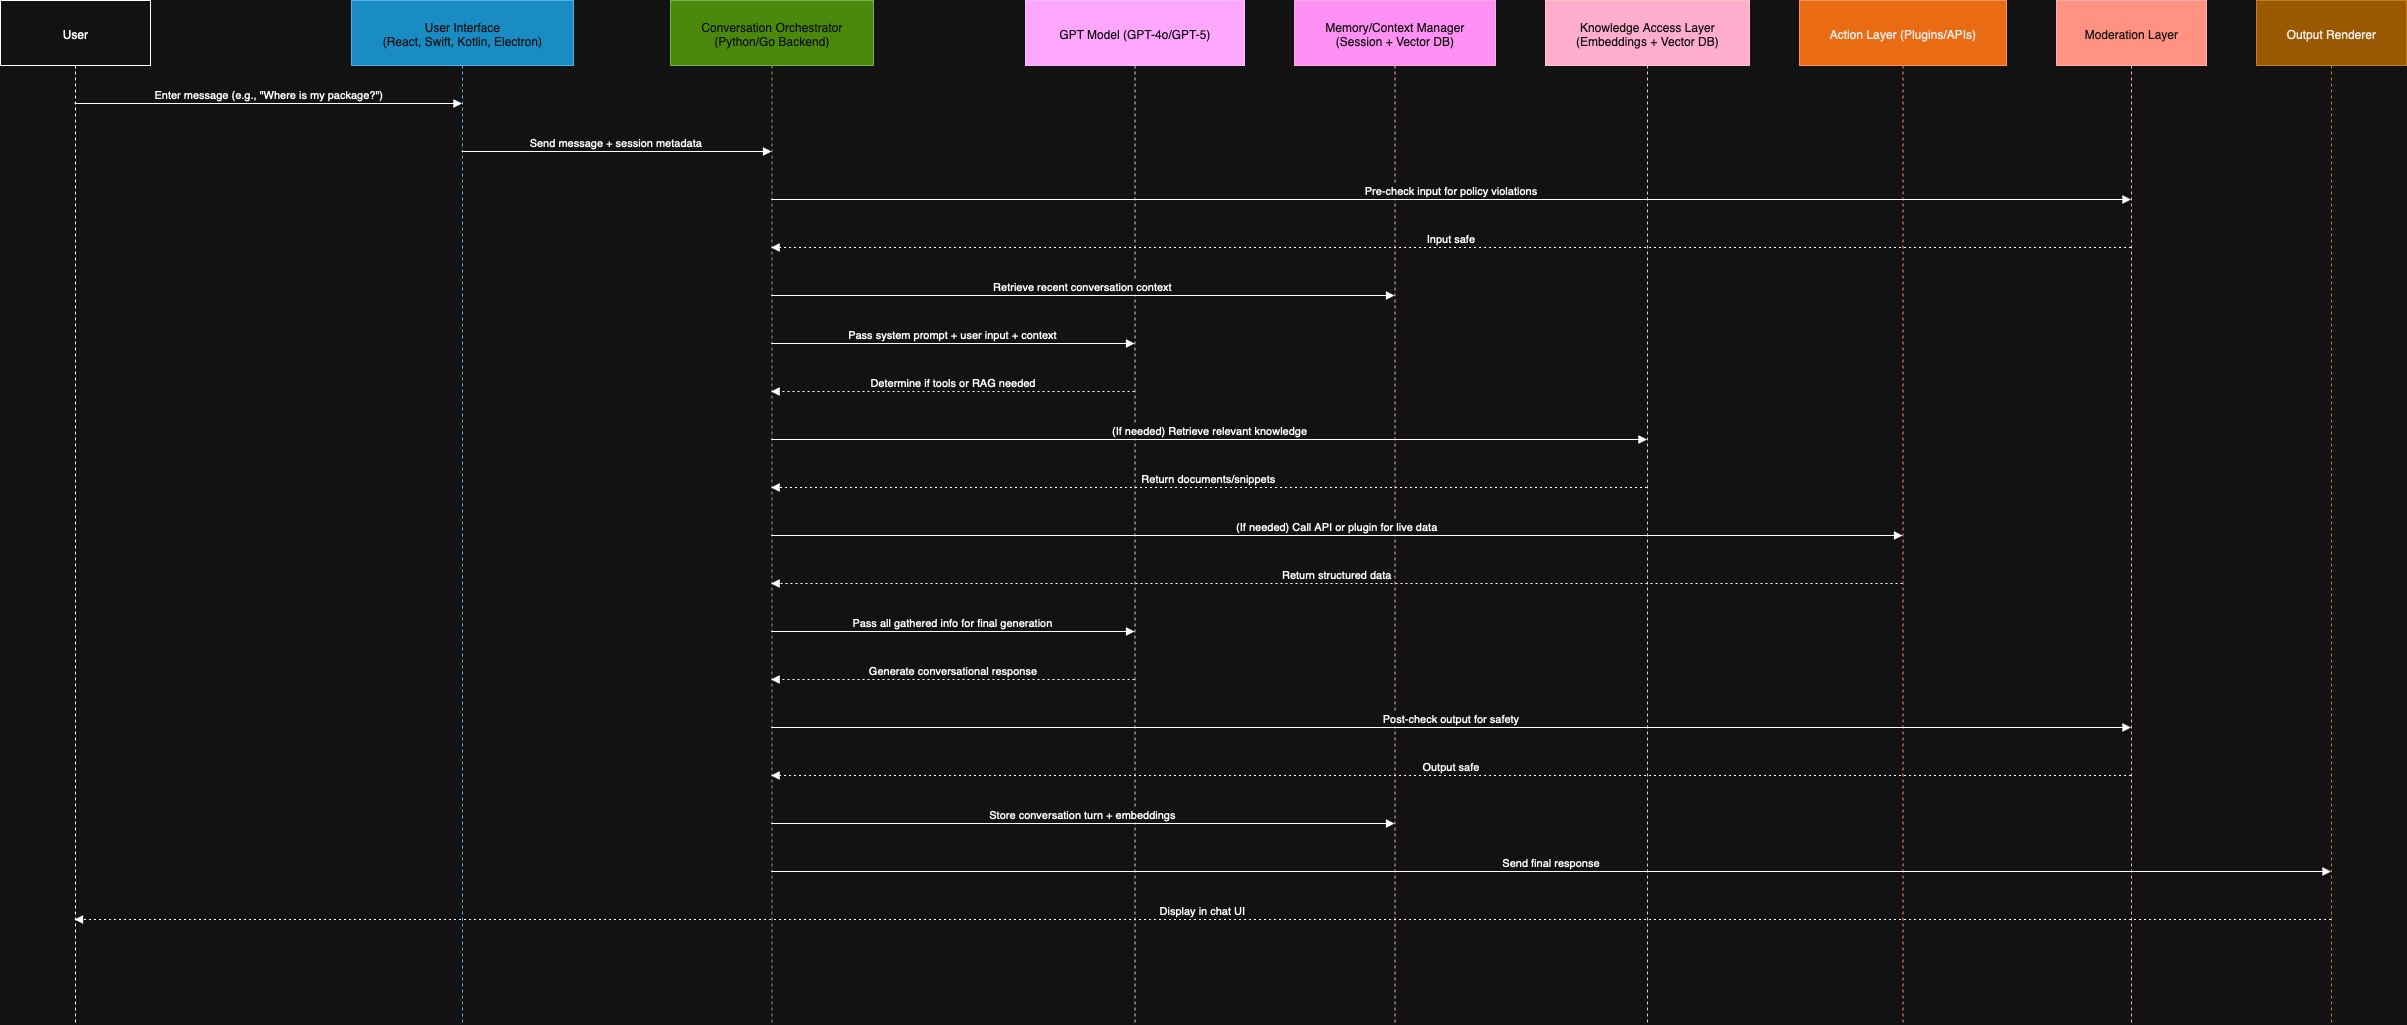 User
User Interface
(React, Swift, Kotlin, Electron)
Conversation Orchestrator
(Python/Go Backend)
GPT Model (GPT-4o/GPT-5)
Memory/Context Manager
(Session + Vector DB)
Knowledge Access Layer
(Embeddings + Vector DB)
Action Layer (Plugins/APIs)
Moderation Layer
Output Renderer
Enter message (e.g., "Where is my package?")
Send message + session metadata
Pre-check input for policy violations
Input safe
Retrieve recent conversation context
Pass system prompt + user input + context
Determine if tools or RAG needed
(If needed) Retrieve relevant knowledge
Return documents/snippets
(If needed) Call API or plugin for live data
Return structured data
Pass all gathered info for final generation
Generate conversational response
Post-check output for safety
Output safe
Store conversation turn + embeddings
Send final response
Display in chat UI